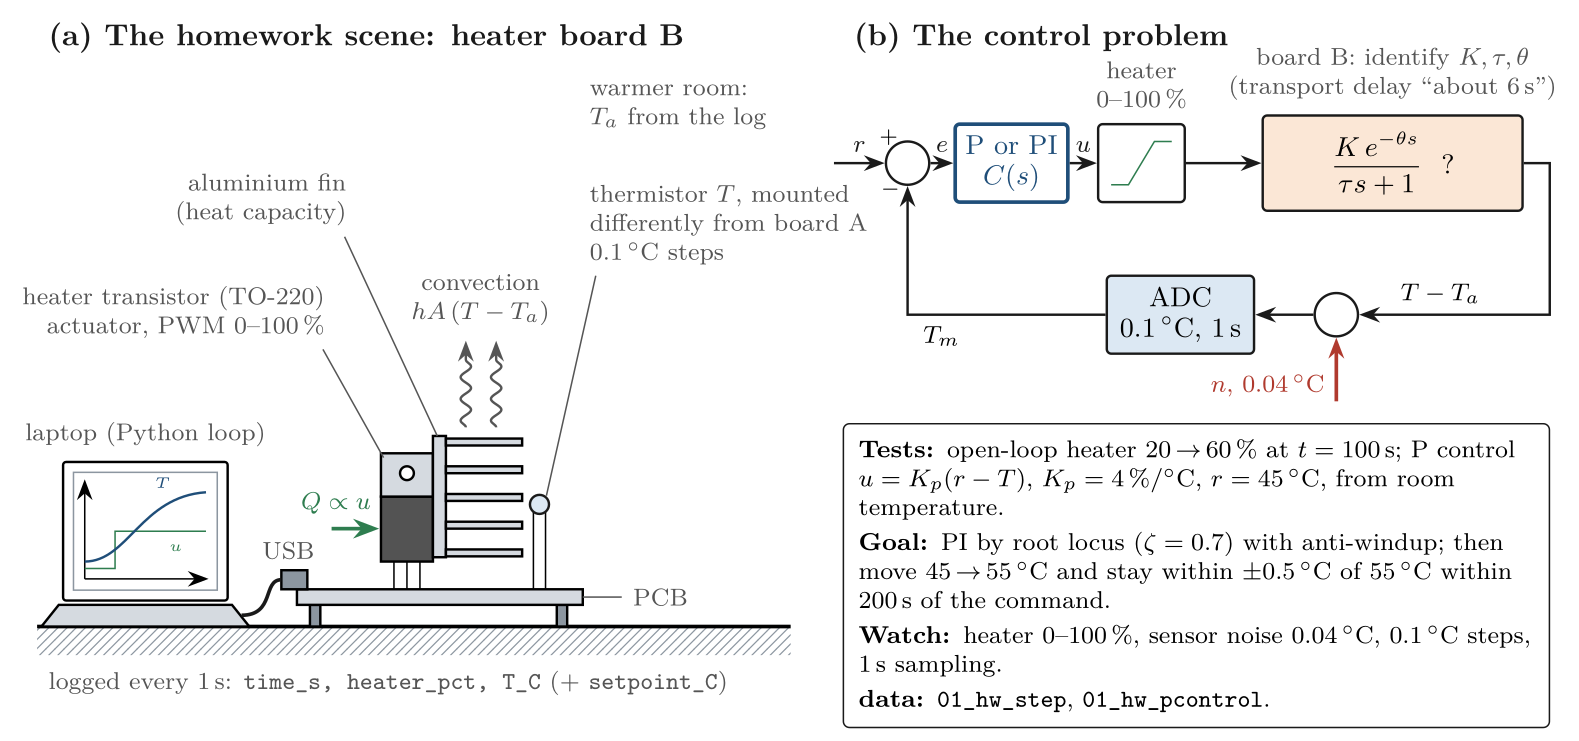 (a) The homework scene: heater board B
warmer room:
T_a from the log
aluminium fin
(heat capacity)
thermistor T, mounted
differently from board A
0.1 °C steps
convection
hA (T − T_a)
heater transistor (TO-220)
actuator, PWM 0–100 %
laptop (Python loop)
T
u
Q ∝ u
USB
PCB
logged every 1 s: time_s, heater_pct, T_C (+ setpoint_C)
(b) The control problem
board B: identify K, τ, θ
(transport delay “about 6 s”)
heater
0–100 %
r
+
−
e
P or PI
C(s)
u
K e^{−θs}
τs + 1
?
T − T_a
ADC
0.1 °C, 1 s
T_m
n, 0.04 °C
Tests: open-loop heater 20 → 60 % at t = 100 s; P control
u = K_p(r − T), K_p = 4 %/°C, r = 45 °C, from room
temperature.
Goal: PI by root locus (ζ = 0.7) with anti-windup; then
move 45 → 55 °C and stay within ±0.5 °C of 55 °C within
200 s of the command.
Watch: heater 0–100 %, sensor noise 0.04 °C, 0.1 °C steps,
1 s sampling.
data: 01_hw_step, 01_hw_pcontrol.